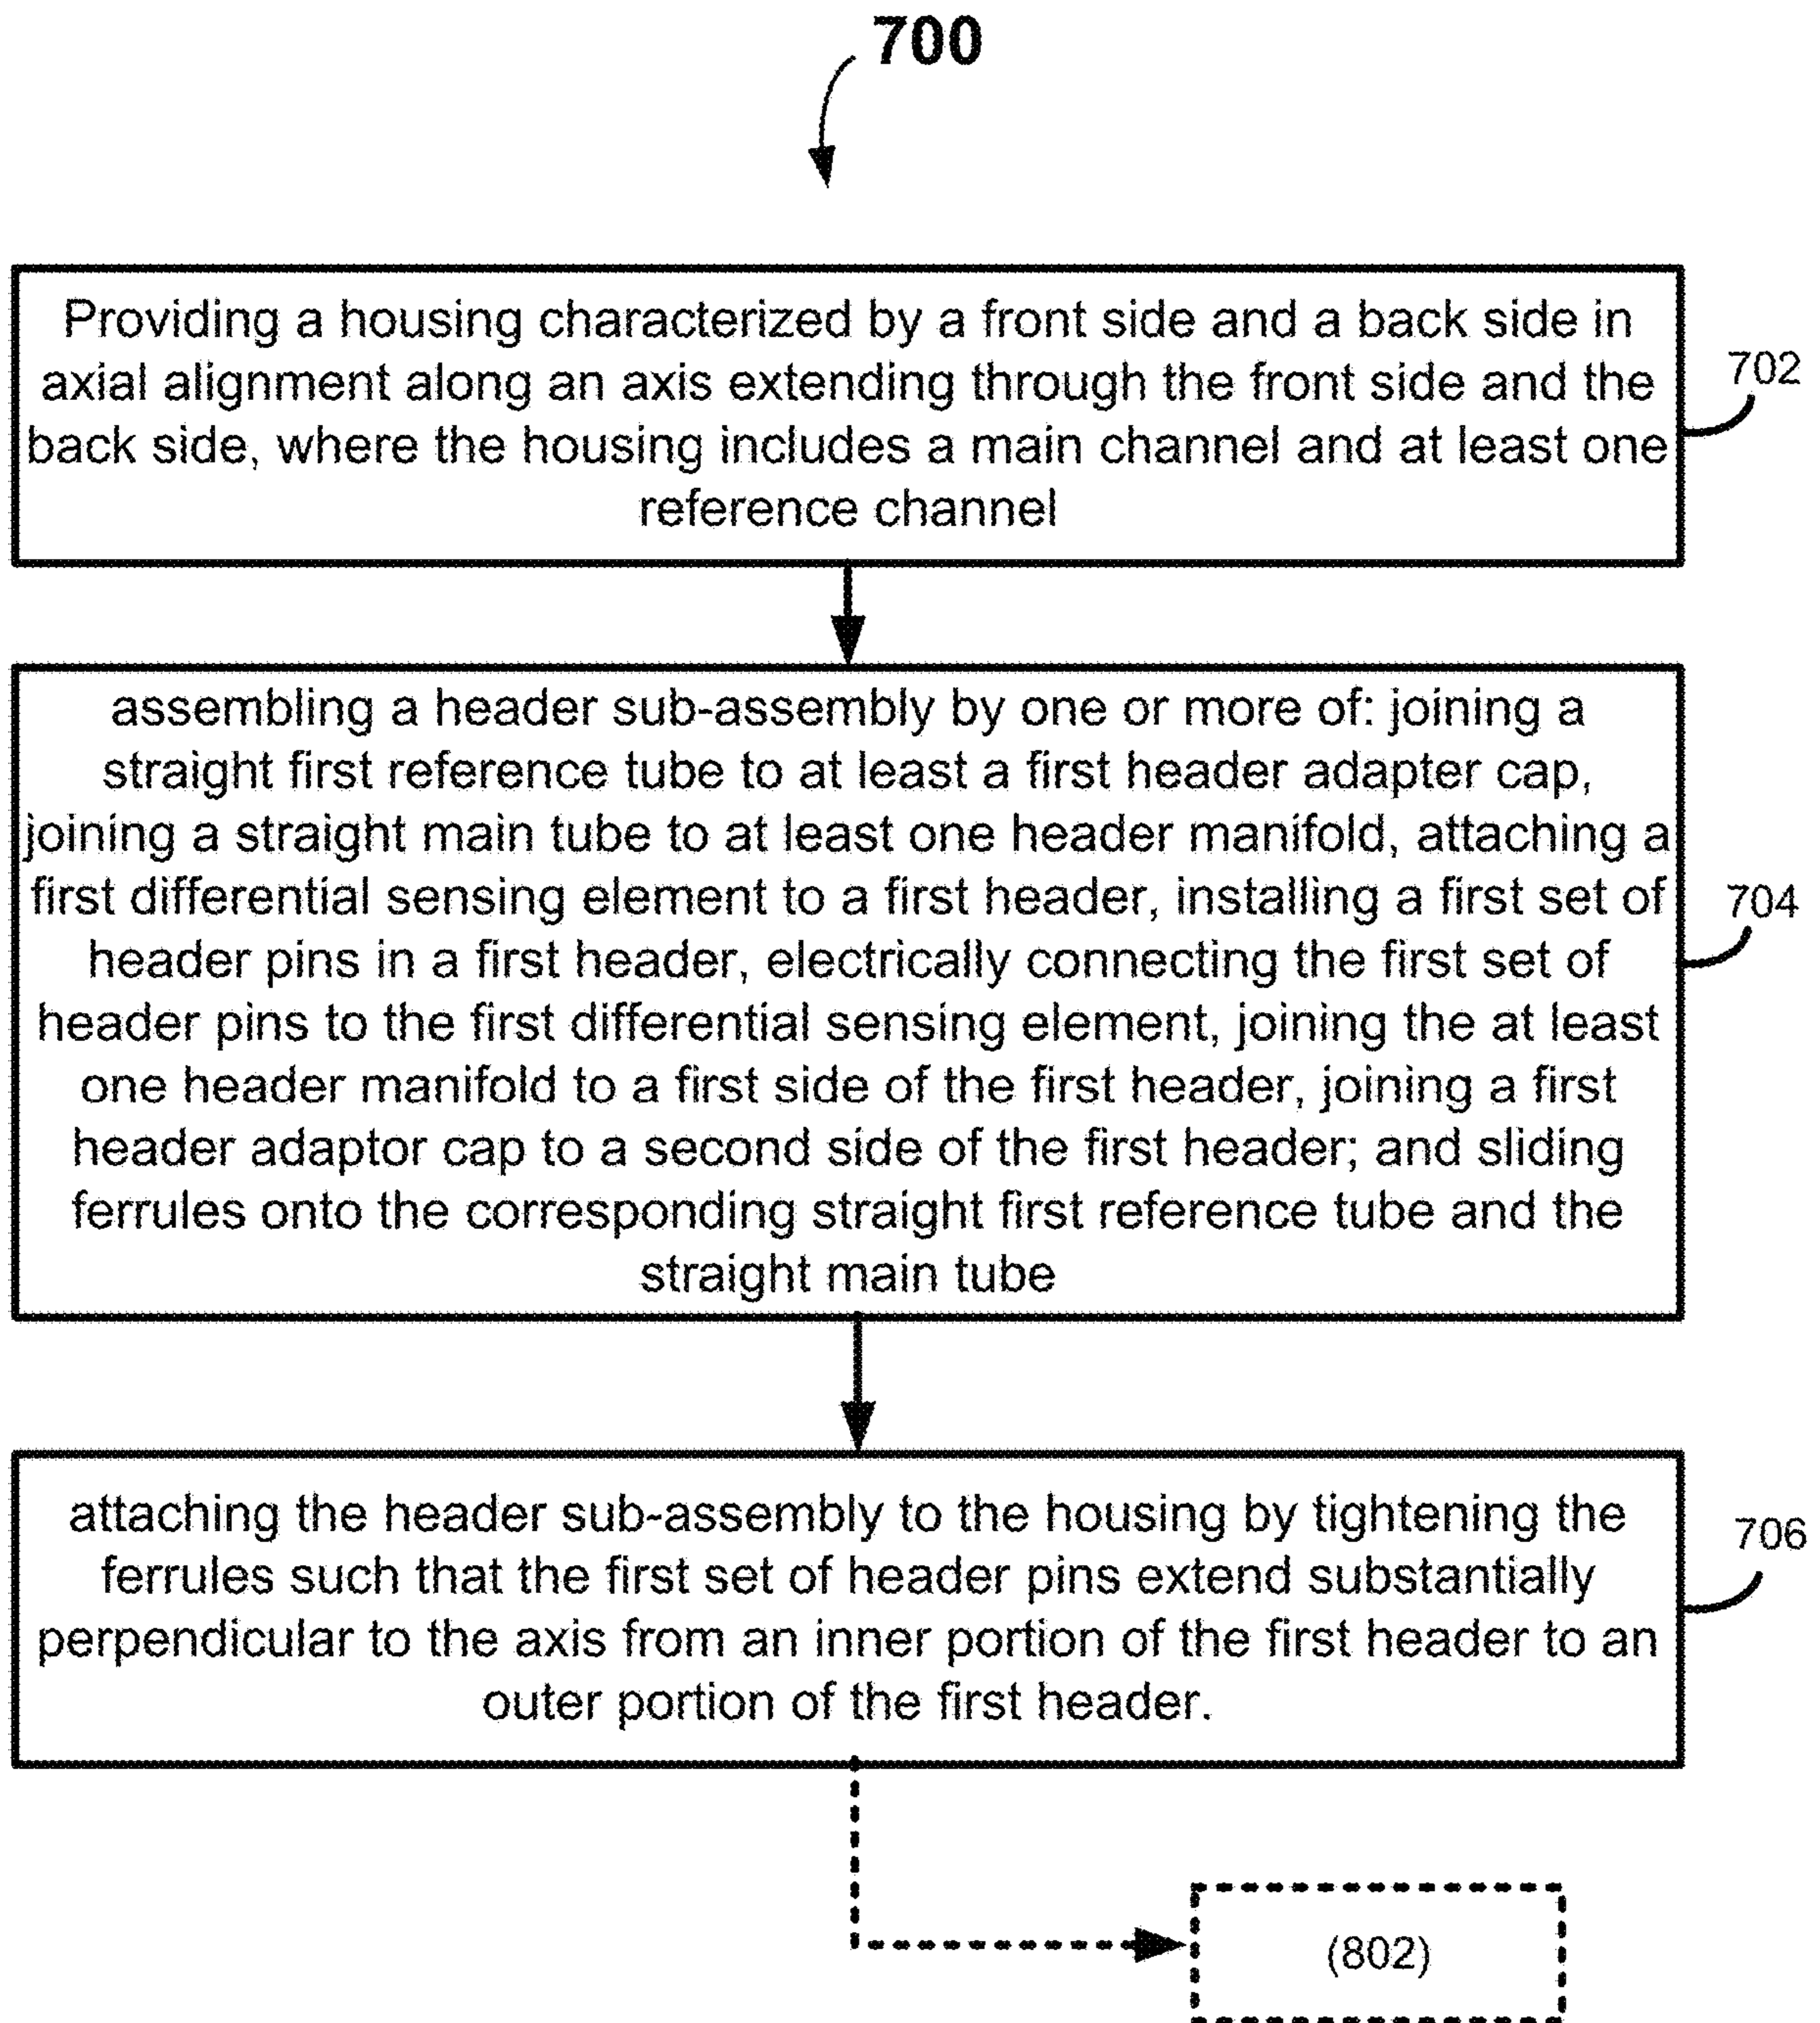 700
Providing a housing characterized by a front side and a back side in
axial alignment along an axis extending through the front side and the
back side, where the housing includes a main channel and at least one
reference channel
702
assembling a header sub-assembly by one or more of: joining a
straight first reference tube to at least a first header adapter cap,
joining a straight main tube to at least one header manifold, attaching a
first differential sensing element to a first header, installing a first set of
header pins in a first header, electrically connecting the first set of
header pins to the first differential sensing element, joining the at least
one header manifold to a first side of the first header, joining a first
header adaptor cap to a second side of the first header; and sliding
ferrules onto the corresponding straight first reference tube and the
straight main tube
704
attaching the header sub-assembly to the housing by tightening the
ferrules such that the first set of header pins extend substantially
perpendicular to the axis from an inner portion of the first header to an
outer portion of the first header.
706
(802)